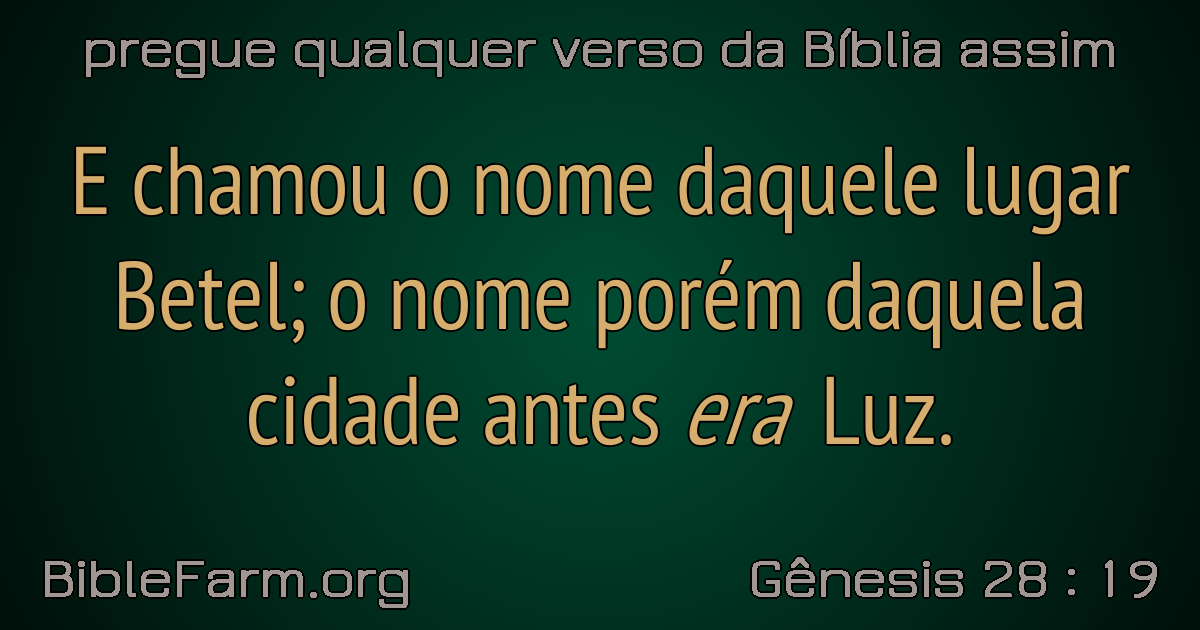 pregue qualquer verso da Bíblia assim
E chamou o nome daquele lugar
Betel; o nome porém daquela
cidade antes era Luz.
BibleFarm.org
Gênesis 28 : 19